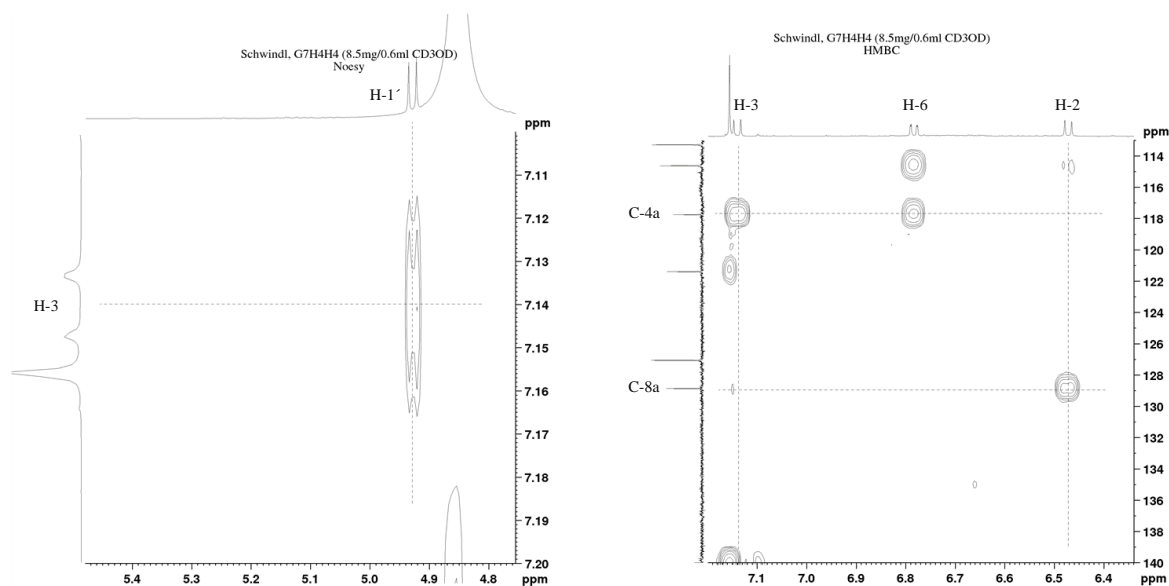 Schwindl, G7H4H4 (8.5mg/0.6ml CD3OD)
Noesy
H-1´
ppm
7.11
7.12
7.13
H-3
7.14
7.15
7.16
7.17
7.18
7.19
7.20
5.4 5.3 5.2 5.1 5.0 4.9 4.8 ppm
Schwindl, G7H4H4 (8.5mg/0.6ml CD3OD)
HMBC
H-3 H-6 H-2
ppm
114
116
C-4a
118
120
122
124
126
128
C-8a
130
132
134
136
138
140
7.1 7.0 6.9 6.8 6.7 6.6 6.5 6.4 ppm